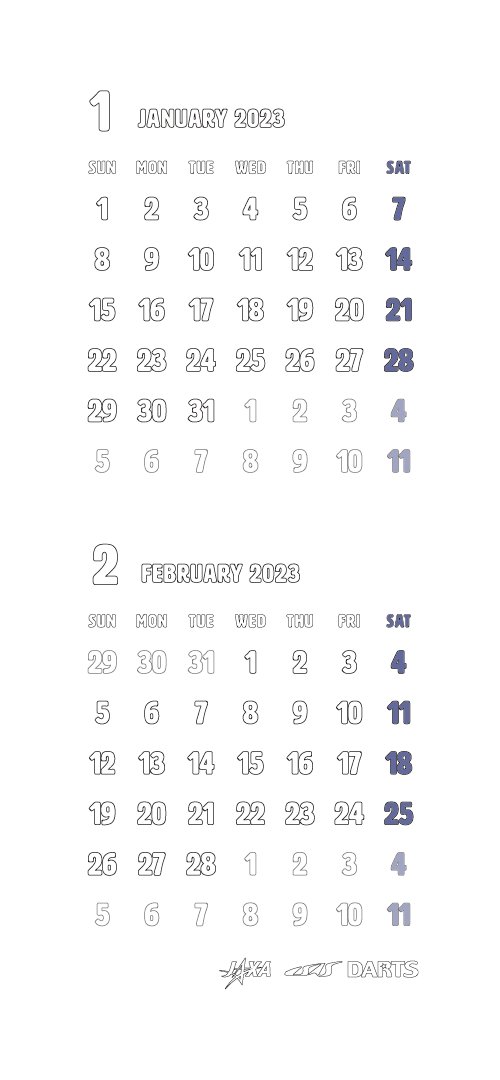 1 JANUARY 2023
SUN MON TUE WED THU FRI SAT
1 2 3 4 5 6 7
8 9 10 11 12 13 14
15 16 17 18 19 20 21
22 23 24 25 26 27 28
29 30 31 1 2 3 4
5 6 7 8 9 10 11
2 FEBRUARY 2023
SUN MON TUE WED THU FRI SAT
29 30 31 1 2 3 4
5 6 7 8 9 10 11
12 13 14 15 16 17 18
19 20 21 22 23 24 25
26 27 28 1 2 3 4
5 6 7 8 9 10 11
JAXA DARTS